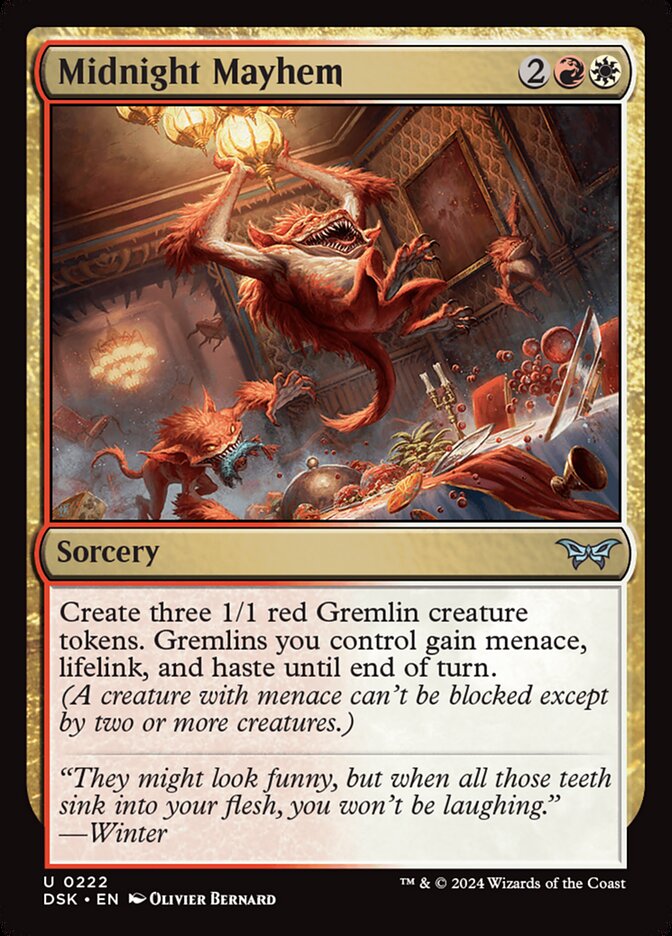 Midnight Mayhem 2
Sorcery
Create three 1/1 red Gremlin creature
tokens. Gremlins you control gain menace,
lifelink, and haste until end of turn.
(A creature with menace can’t be blocked except
by two or more creatures.)
“They might look funny, but when all those teeth
sink into your flesh, you won’t be laughing.”
—Winter
U 0222
DSK • EN Olivier Bernard
™ & © 2024 Wizards of the Coast